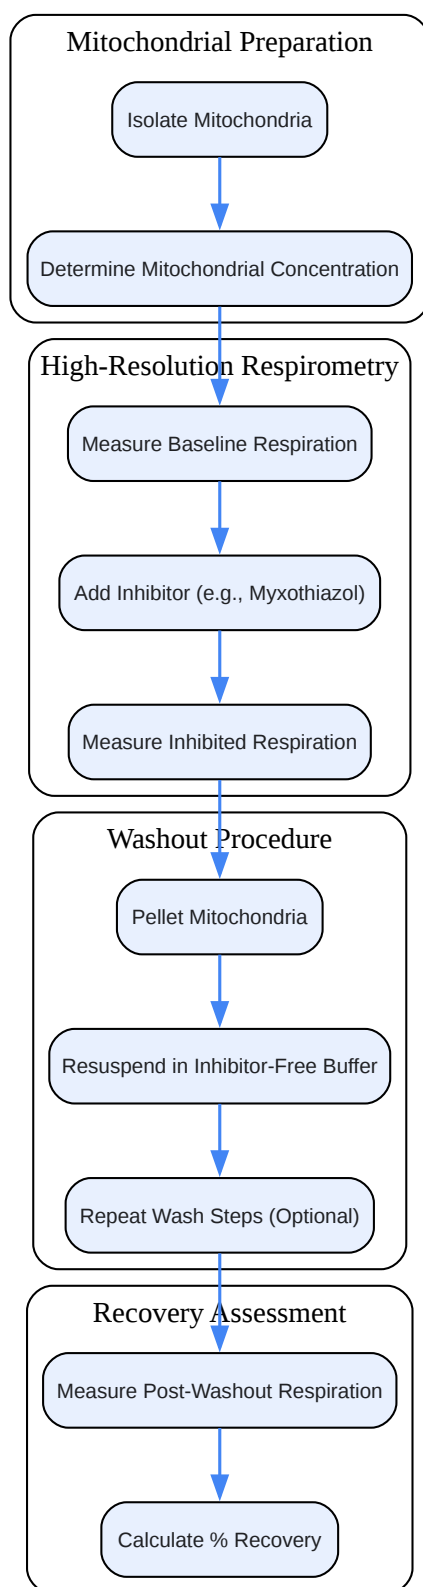 Mitochondrial Preparation
Isolate Mitochondria
Determine Mitochondrial Concentration
High-Resolution Respirometry
Measure Baseline Respiration
Add Inhibitor (e.g., Myxothiazol)
Measure Inhibited Respiration
Washout Procedure
Pellet Mitochondria
Resuspend in Inhibitor-Free Buffer
Repeat Wash Steps (Optional)
Recovery Assessment
Measure Post-Washout Respiration
Calculate % Recovery